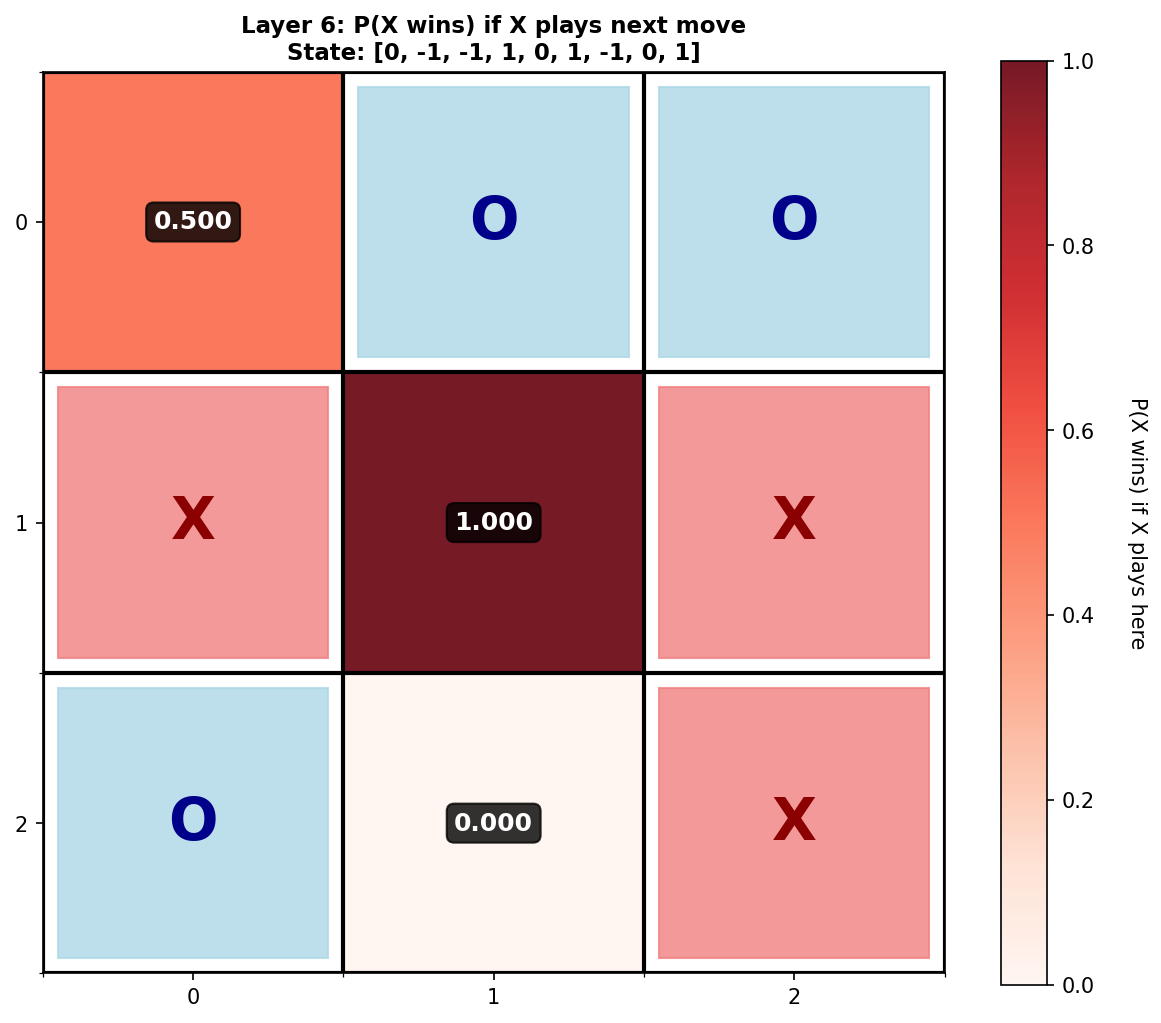 Layer 6: P(X wins) if X plays next move
State: [0, -1, -1, 1, 0, 1, -1, 0, 1]
0.500
O
O
X
1.000
X
O
0.000
X
0
1
2
0
1
2
1.0
0.8
0.6
0.4
0.2
0.0
P(X wins) if X plays here